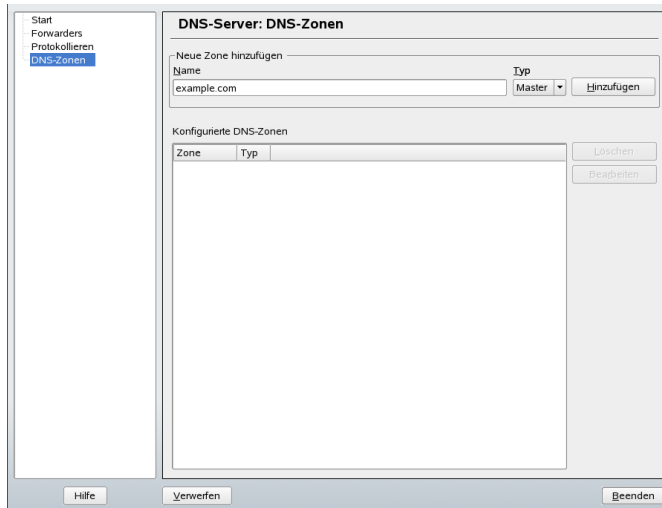 Start
Forwarders
Protokollieren
DNS-Zonen
DNS-Server: DNS-Zonen
Neue Zone hinzufügen
Name
Typ
example.com
Master
Hinzufügen
Konfigurierte DNS-Zonen
Zone
Typ
Löschen
Bearbeiten
Hilfe
Verwerfen
Beenden